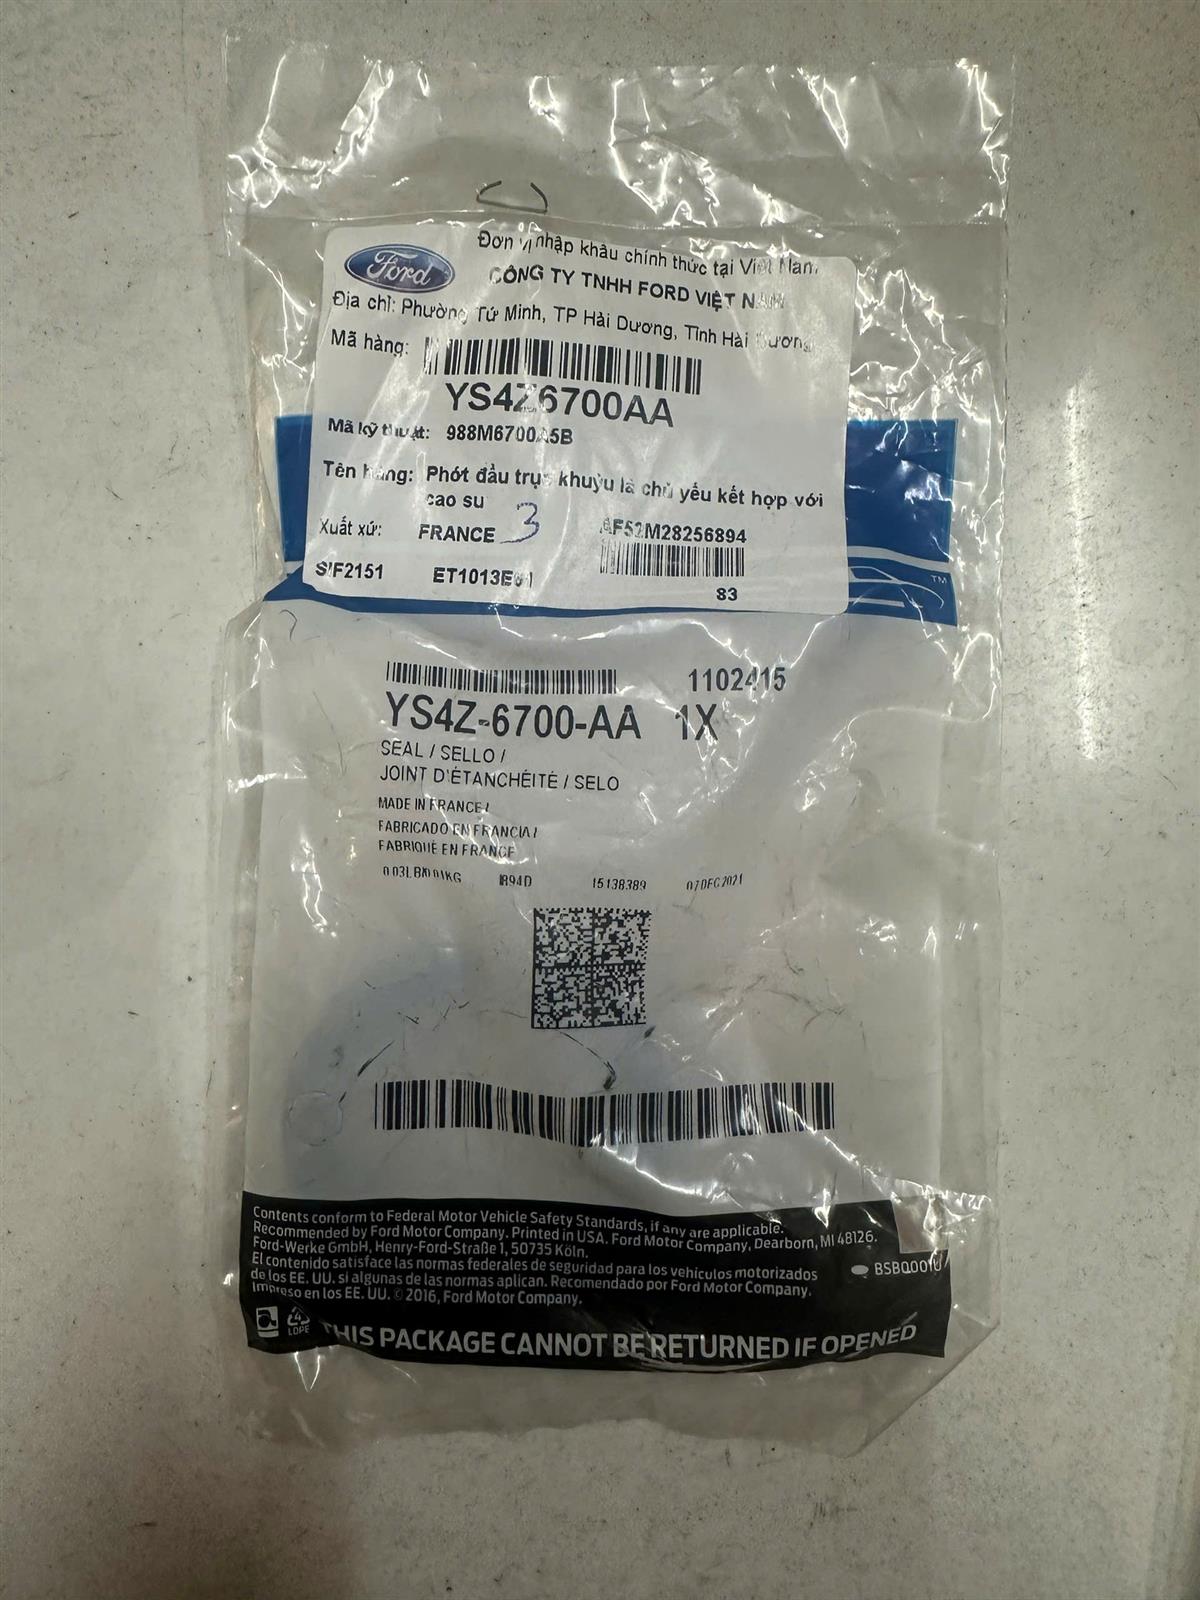 Ford
Đơn vị nhập khẩu chính thức tại Việt Nam
CÔNG TY TNHH FORD VIỆT NAM
Địa chỉ: Phường Tứ Minh, TP Hải Dương, Tỉnh Hải Dương
Mã hàng:
YS4Z6700AA
Mã kỹ thuật: 988M6700A5B
Tên hàng: Phớt đầu trục khuỷu là chủ yếu kết hợp với
cao su
Xuất xứ: FRANCE 3 AF52M28256894
S/F2151 83
TM
1102415
YS4Z-6700-AA 1X
SEAL / SELLO /
JOINT D'ÉTANCHÉITÉ / SELO
MADE IN FRANCE /
FABRICADO EN FRANCIA /
FABRIQUÉ EN FRANCE
15138389 07DEC2021
Contents conform to Federal Motor Vehicle Safety Standards, if any are applicable.
Recommended by Ford Motor Company. Printed in USA. Ford Motor Company, Dearborn, MI 48126.
Ford-Werke GmbH, Henry-Ford-Straße 1, 50735 Köln.
El contenido satisface las normas federales de seguridad para los vehículos motorizados
de los EE. UU. si algunas de las normas aplican. Recomendado por Ford Motor Company.
Impreso en los EE. UU. © 2016, Ford Motor Company.
4
LDPE
THIS PACKAGE CANNOT BE RETURNED IF OPENED